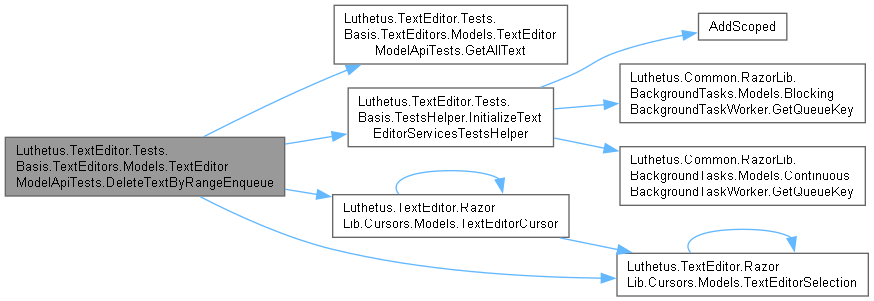 Luthetus.TextEditor.Tests.
Basis.TextEditors.Models.TextEditor
ModelApiTests.DeleteTextByRangeEnqueue
Luthetus.TextEditor.Tests.
Basis.TextEditors.Models.TextEditor
ModelApiTests.GetAllText
Luthetus.TextEditor.Tests.
Basis.TestsHelper.InitializeText
EditorServicesTestsHelper
AddScoped
Luthetus.Common.RazorLib.
BackgroundTasks.Models.Blocking
BackgroundTaskWorker.GetQueueKey
Luthetus.Common.RazorLib.
BackgroundTasks.Models.Continuous
BackgroundTaskWorker.GetQueueKey
Luthetus.TextEditor.Razor
Lib.Cursors.Models.TextEditorCursor
Luthetus.TextEditor.Razor
Lib.Cursors.Models.TextEditorSelection